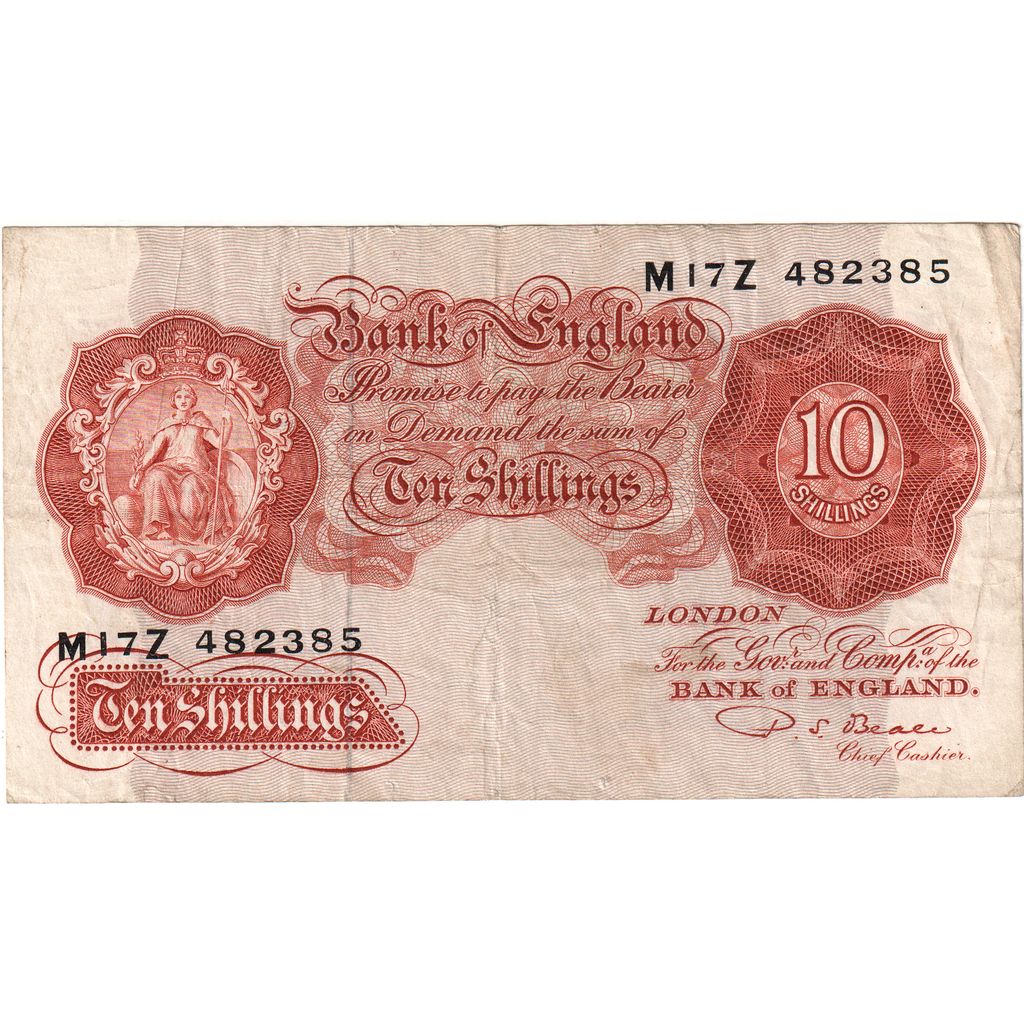 M17Z 482385
Bank of England
I Promise to pay the Bearer
on Demand the sum of
Ten Shillings
10
SHILLINGS
LONDON
For the Govr. and Compa. of the
BANK of ENGLAND.
P. S. Beale
Chief Cashier.
M17Z 482385
Ten Shillings